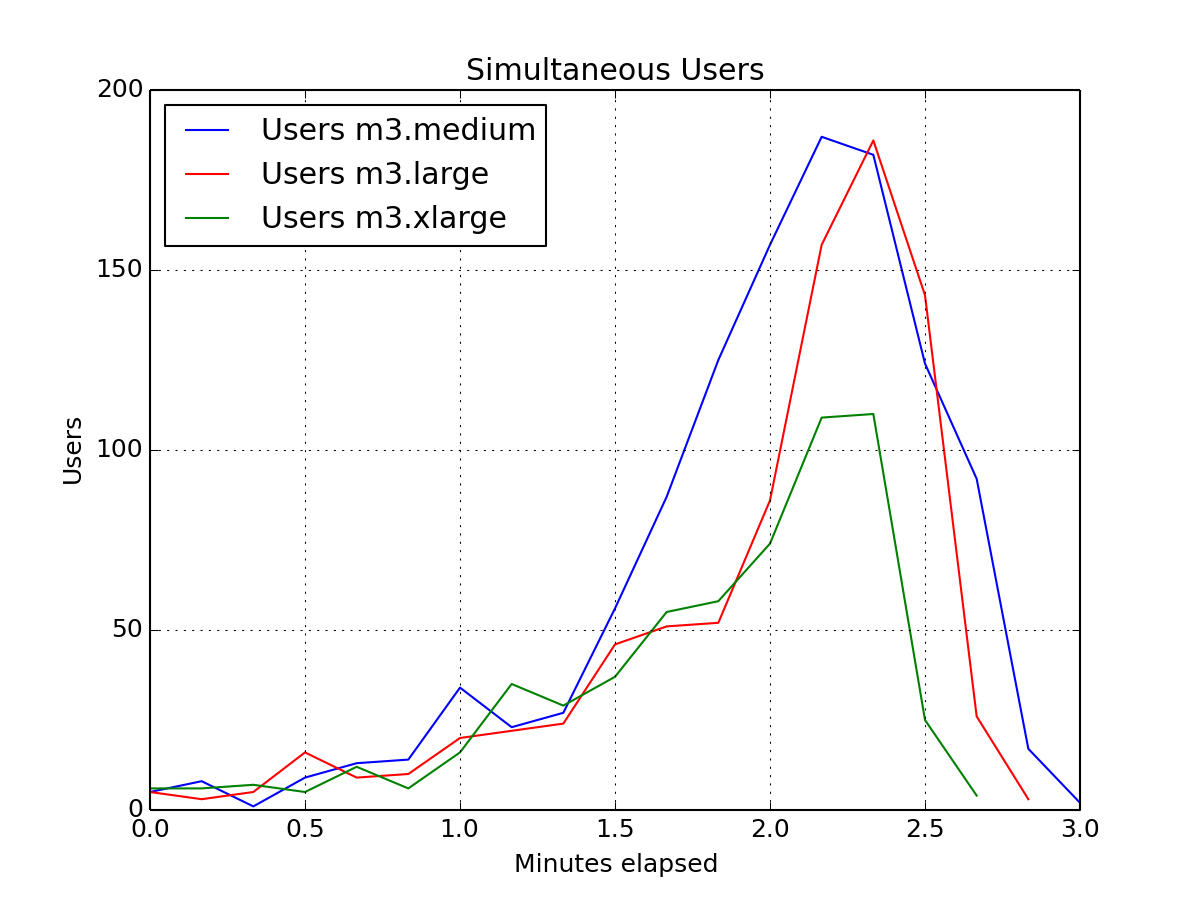 Simultaneous Users
Users m3.medium
Users m3.large
Users m3.xlarge
200
150
100
50
0
Users
0.0 0.5 1.0 1.5 2.0 2.5 3.0
Minutes elapsed